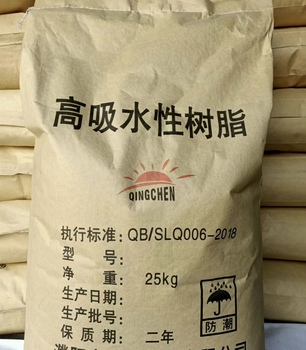 高吸水性树脂
QINGCHEN
执行标准：QB/SLQ006-2018
型 号：
净 重： 25kg
生产日期：
生产批号：
保 质 期： 二年
防潮